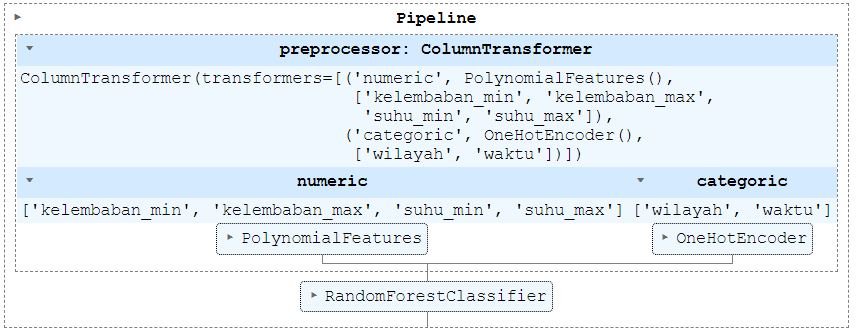 Pipeline
preprocessor: ColumnTransformer
ColumnTransformer(transformers=[('numeric', PolynomialFeatures(),
['kelembaban_min', 'kelembaban_max',
'suhu_min', 'suhu_max']),
('categoric', OneHotEncoder(),
['wilayah', 'waktu'])])
numeric
['kelembaban_min', 'kelembaban_max', 'suhu_min', 'suhu_max']
PolynomialFeatures
categoric
['wilayah', 'waktu']
OneHotEncoder
RandomForestClassifier